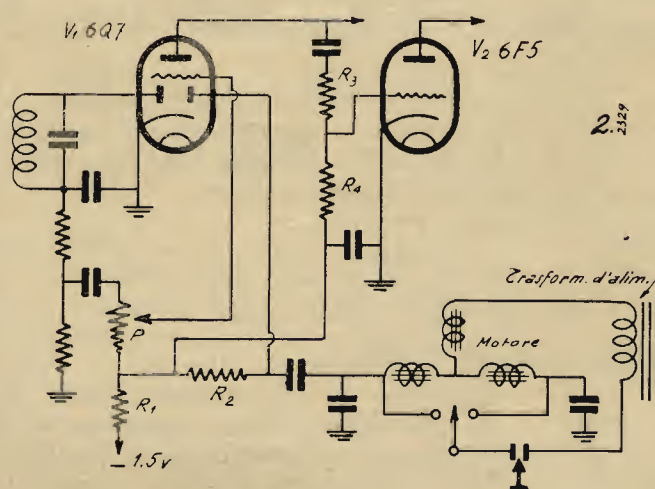 V₁ 6Q7
V₂ 6F5
R₃
2.2329
R₄
Trasform. d'alim.
Motore
P
R₂
R₁
– 1.5v